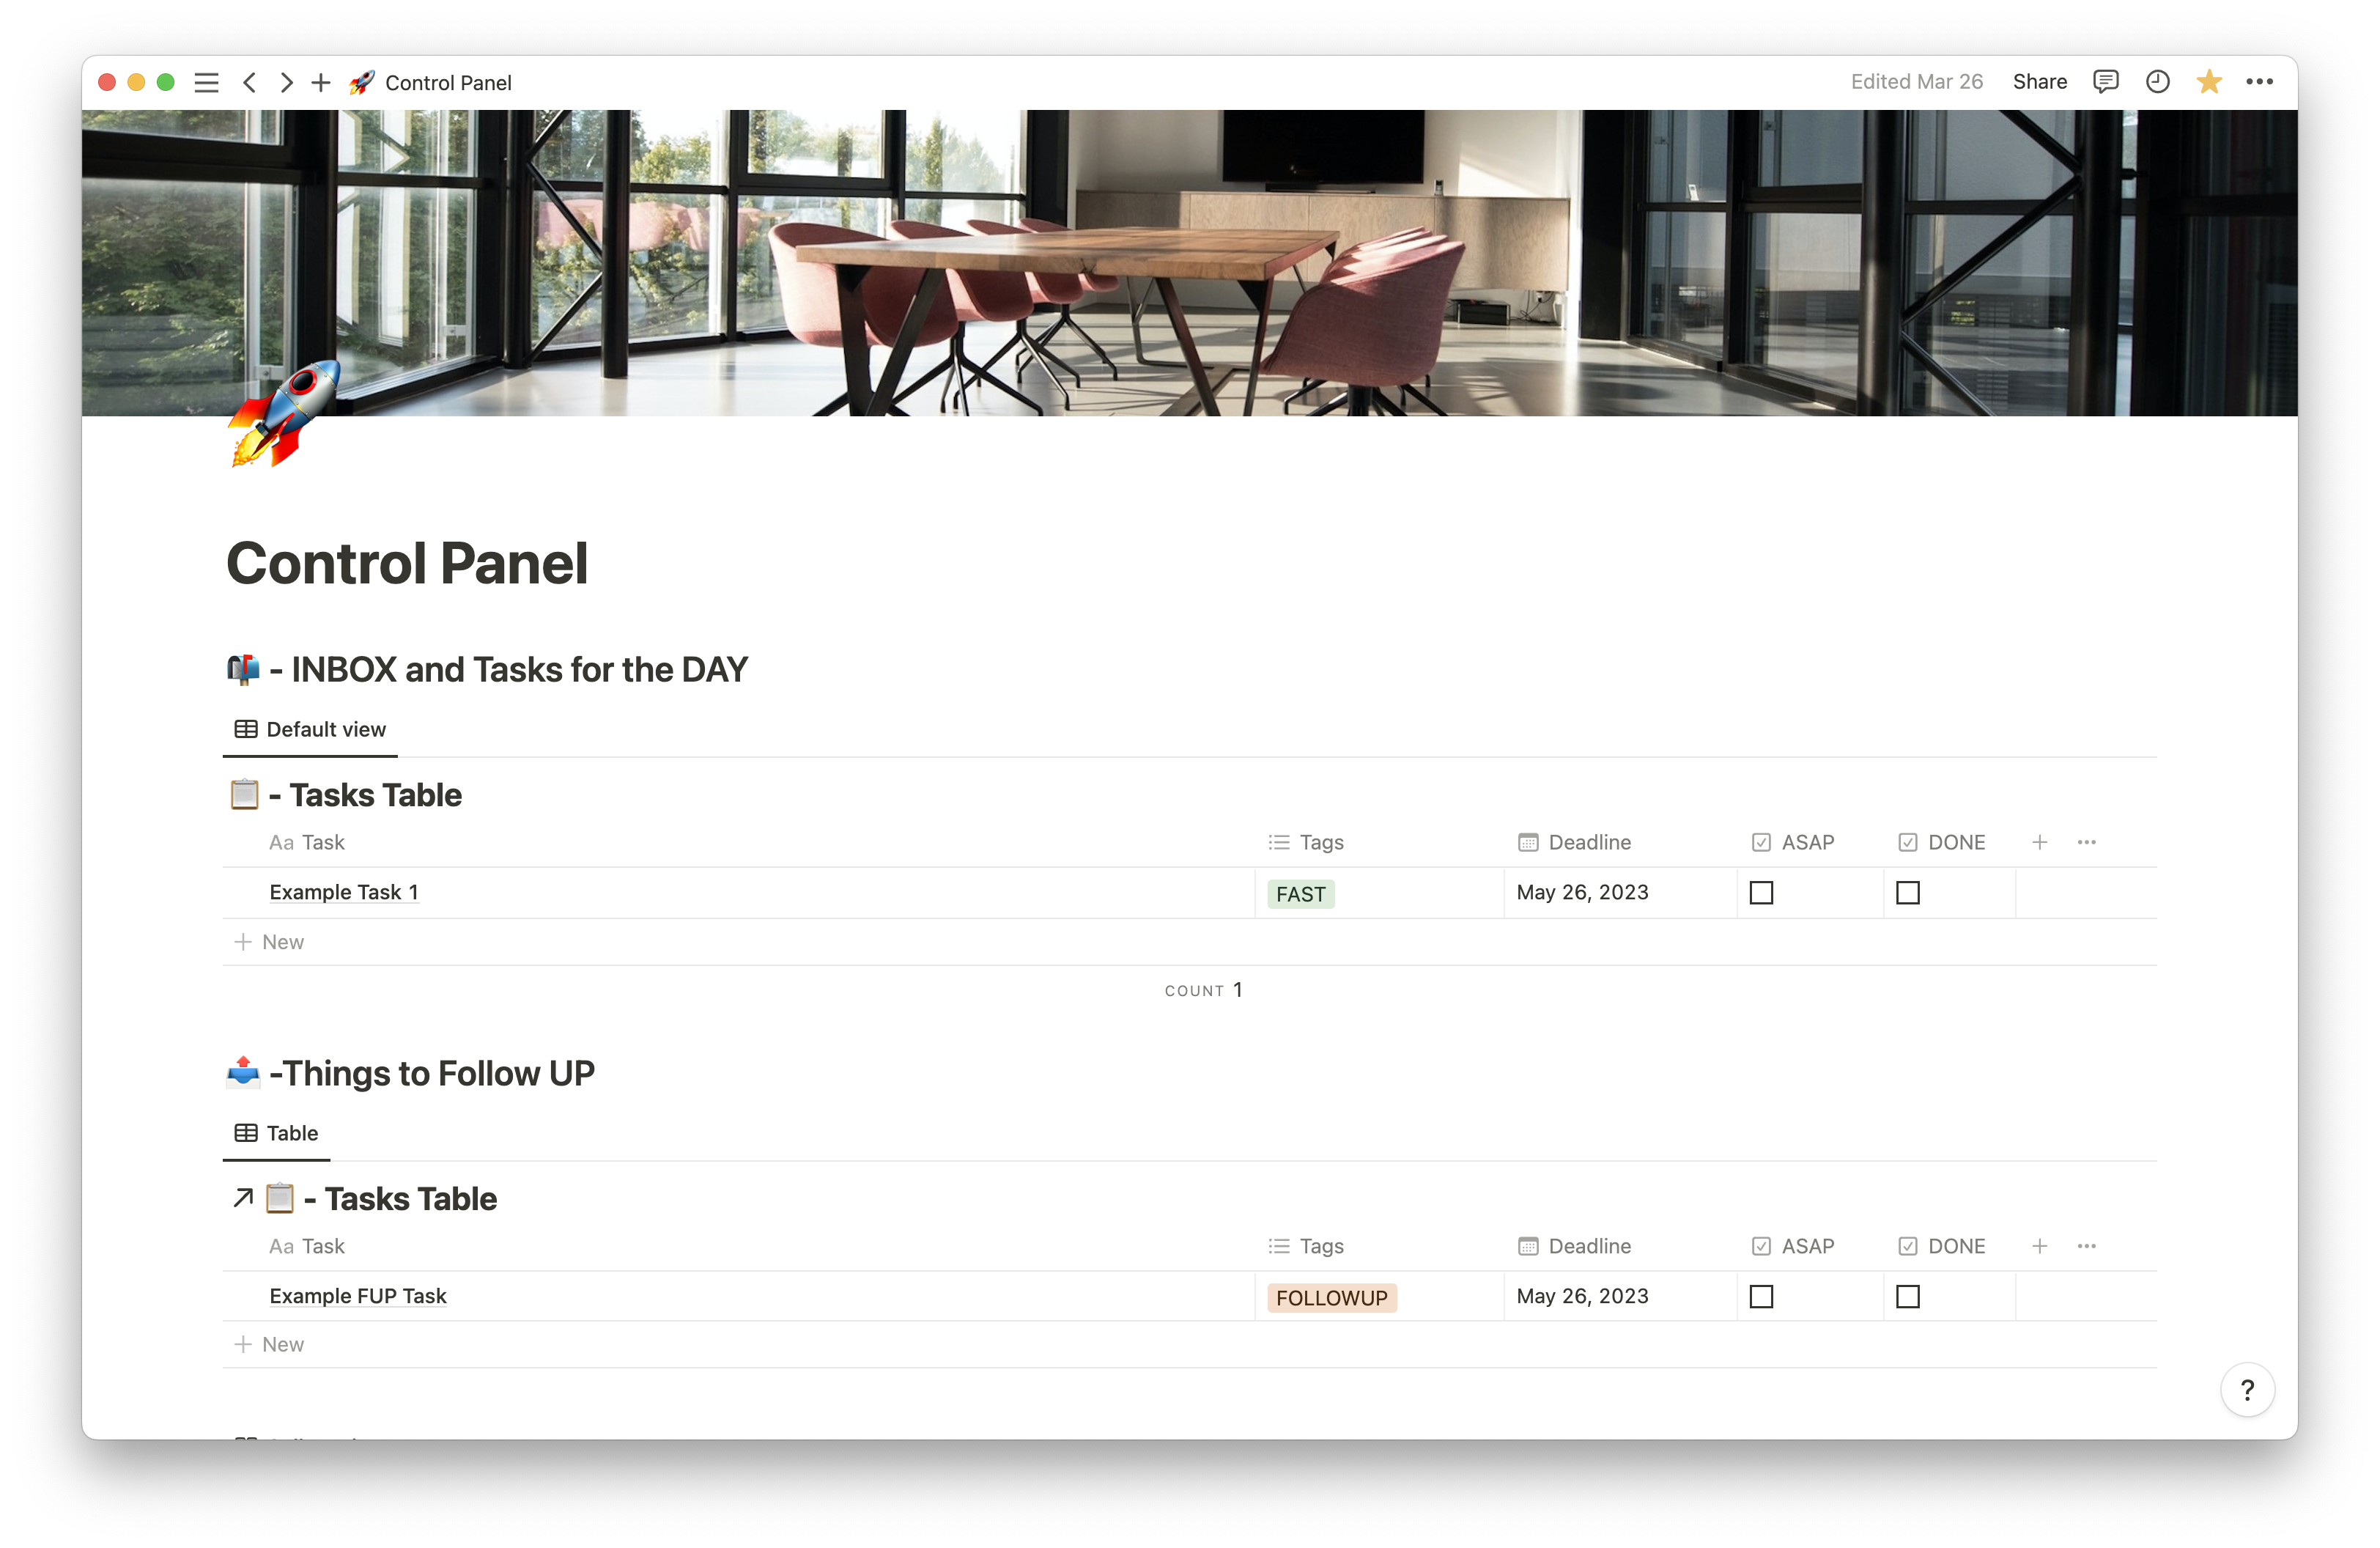 Control Panel
Edited Mar 26 Share
Control Panel
- INBOX and Tasks for the DAY
Default view
- Tasks Table
Aa Task Tags Deadline ASAP DONE
Example Task 1 FAST May 26, 2023
New
COUNT 1
-Things to Follow UP
Table
- Tasks Table
Aa Task Tags Deadline ASAP DONE
Example FUP Task FOLLOWUP May 26, 2023
New
?